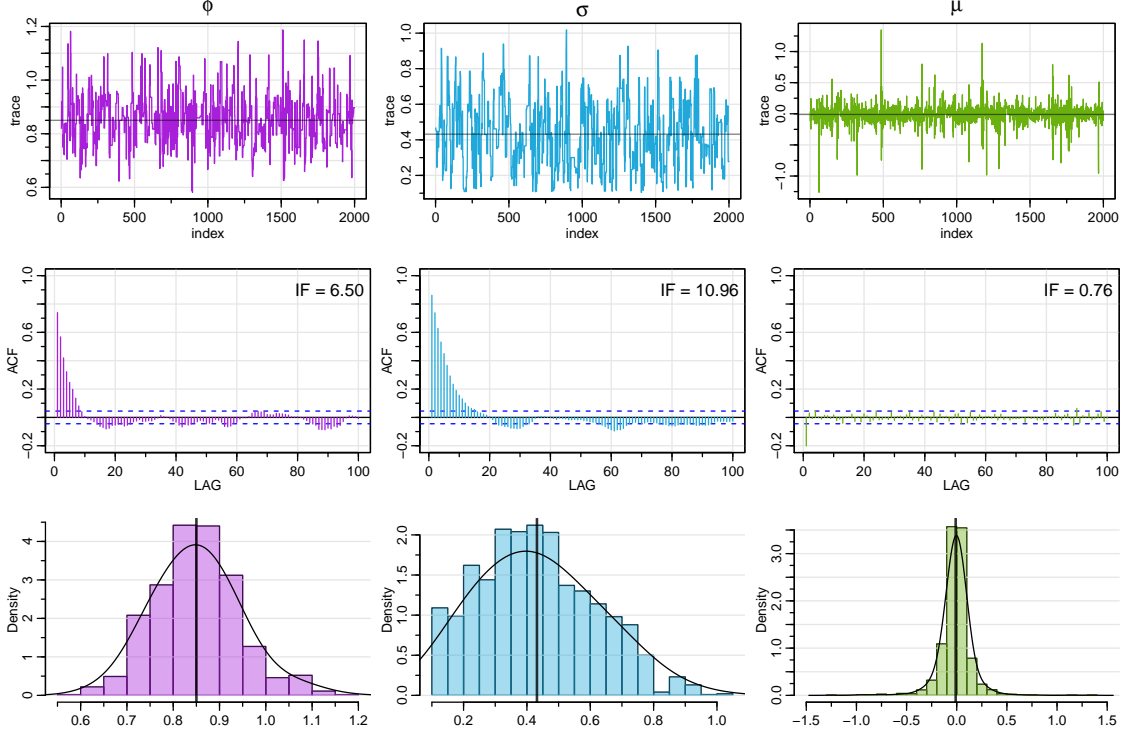 ϕ
σ
μ
trace
0.6 0.8 1.0 1.2
0 500 1000 1500 2000
index
trace
0.2 0.4 0.6 0.8 1.0
0 500 1000 1500 2000
index
trace
−1.0 0.0 0.5 1.0
0 500 1000 1500 2000
index
IF = 6.50
ACF
−0.2 0.2 0.6 1.0
0 20 40 60 80 100
LAG
IF = 10.96
ACF
−0.2 0.2 0.6 1.0
0 20 40 60 80 100
LAG
IF = 0.76
ACF
−0.2 0.2 0.6 1.0
0 20 40 60 80 100
LAG
Density
0 1 2 3 4
0.6 0.7 0.8 0.9 1.0 1.1 1.2
Density
0.0 0.5 1.0 1.5 2.0
0.2 0.4 0.6 0.8 1.0
Density
0.0 1.0 2.0 3.0
−1.5 −0.5 0.0 0.5 1.0 1.5